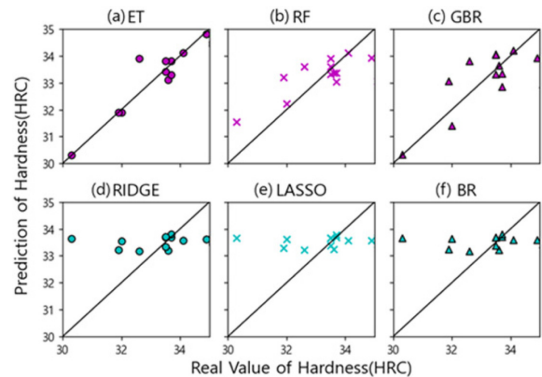 (a) ET
(b) RF
(c) GBR
35
34
33
32
31
30
(d) RIDGE
(e) LASSO
(f) BR
35
34
33
32
31
30
30 32 34 30 32 34 30 32 34
Prediction of Hardness(HRC)
Real Value of Hardness(HRC)